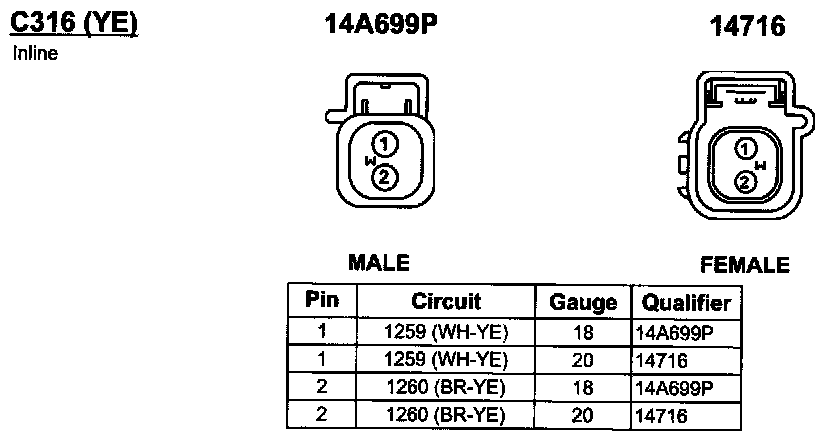 C316 (YE) 14A699P 14716
Inline
1 1
W W
2 2
MALE FEMALE
Pin Circuit Gauge Qualifier
1 1259 (WH-YE) 18 14A699P
1 1259 (WH-YE) 20 14716
2 1260 (BR-YE) 18 14A699P
2 1260 (BR-YE) 20 14716